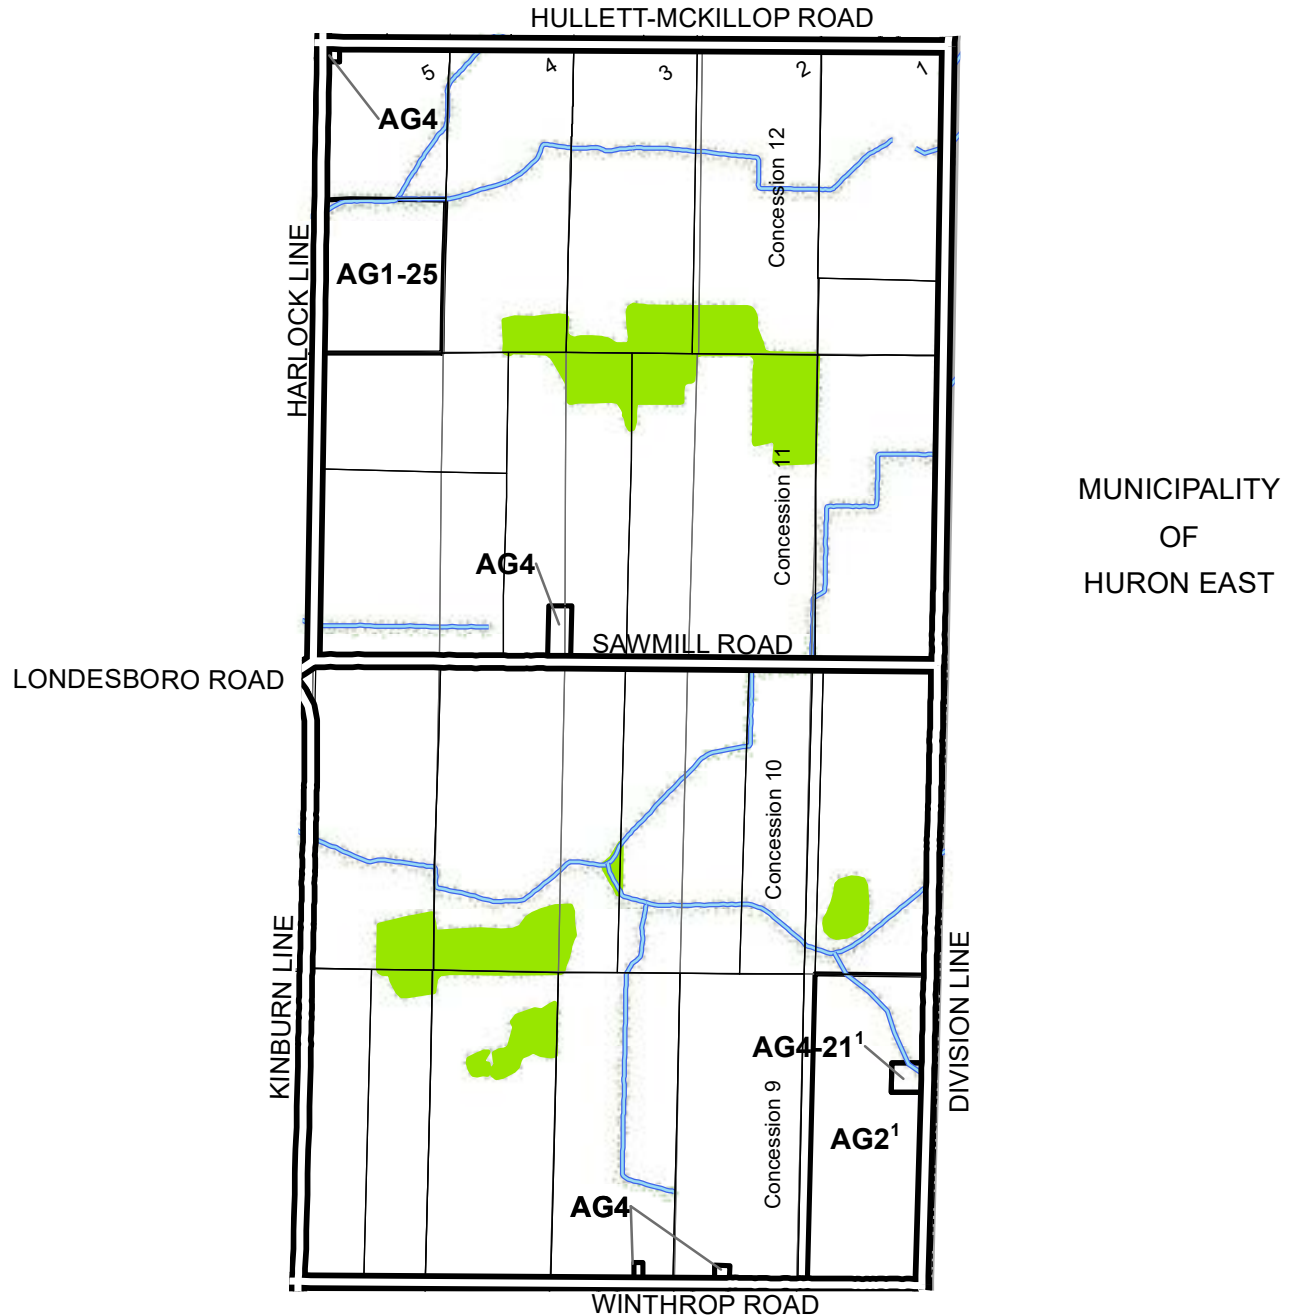 HULLETT-MCKILLOP ROAD
5
4
3
2
1
AG4
Concession 12
HARLOCK LINE
AG1-25
Concession 11
MUNICIPALITY
OF
HURON EAST
AG4
SAWMILL ROAD
LONDESBORO ROAD
Concession 10
KINBURN LINE
DIVISION LINE
AG4-21¹
Concession 9
AG2¹
AG4
WINTHROP ROAD